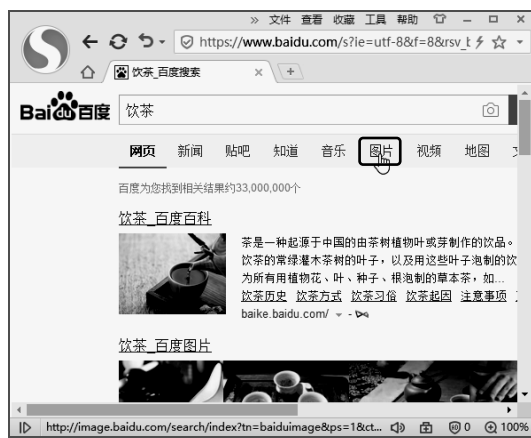 » 文件 查看 收藏 工具 帮助
https://www.baidu.com/s?ie=utf-8&f=8&rsv_t
饮茶_百度搜索
Bai百度 饮茶
网页 新闻 贴吧 知道 音乐 图片 视频 地图
百度为您找到相关结果约33,000,000个
饮茶_百度百科
茶是一种起源于中国的由茶树植物叶或芽制作的饮品。
饮茶的常绿灌木茶树的叶子，以及用这些叶子泡制的饮
为所有用植物花、叶、种子、根泡制的草本茶，如...
饮茶历史 饮茶方式 饮茶习俗 饮茶起因 注意事项
baike.baidu.com/
饮茶_百度图片
http://image.baidu.com/search/index?tn=baiduimage&ps=1&ct... 0 100%